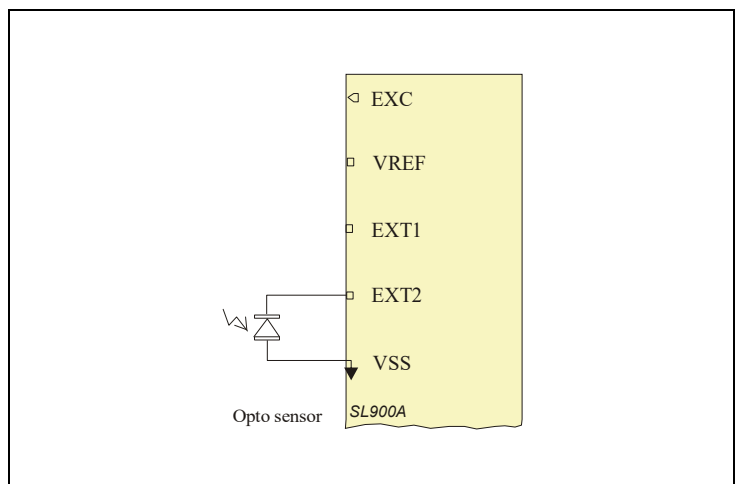 EXC
VREF
EXT1
EXT2
VSS
Opto sensor
SL900A